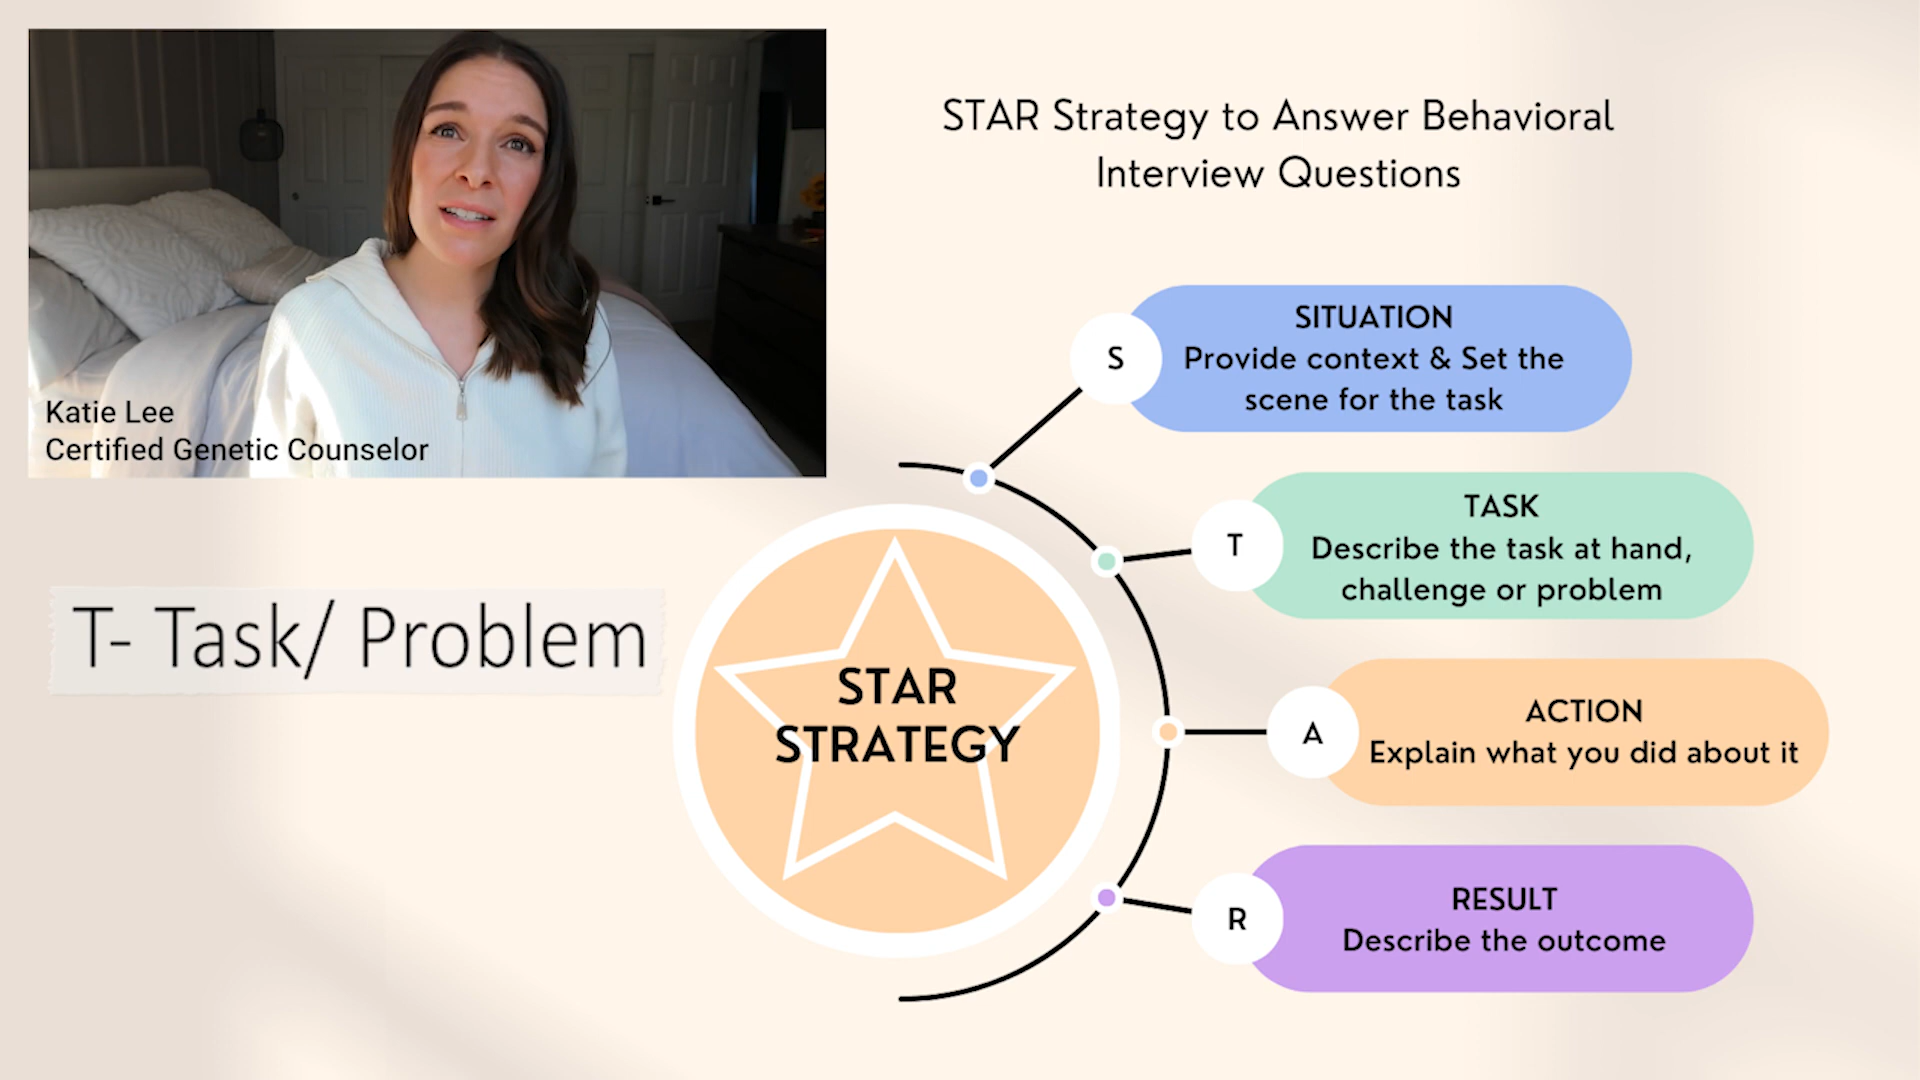 STAR Strategy to Answer Behavioral
Interview Questions
Katie Lee
Certified Genetic Counselor
T- Task/ Problem
STAR
STRATEGY
S
SITUATION
Provide context & Set the
scene for the task
T
TASK
Describe the task at hand,
challenge or problem
A
ACTION
Explain what you did about it
R
RESULT
Describe the outcome